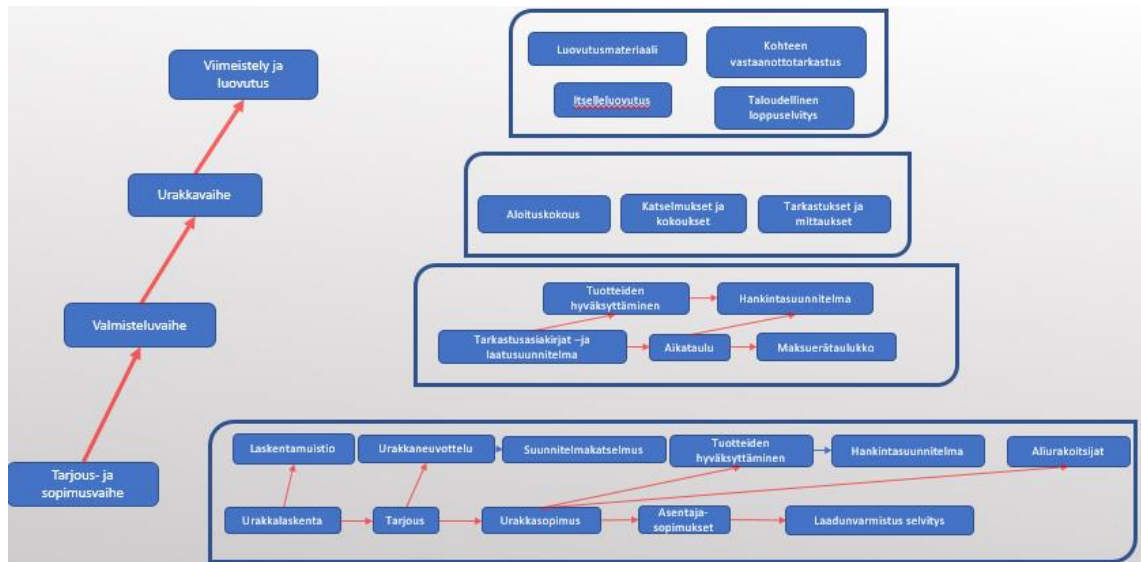 Viimeistely ja
luovutus
Urakkavaihe
Valmisteluvaihe
Tarjous- ja
sopimusvaihe
Luovutusmateriaali
Kohteen
vastaanottotarkastus
Itselleluovutus
Taloudellinen
loppuselvitys
Aloituskokous
Katselmukset ja
kokoukset
Tarkastukset ja
mittaukset
Tuotteiden
hyväksyttäminen
Hankintasuunnitelma
Tarkastusasiakirjat –ja
laatusuunnitelma
Aikataulu
Maksuerätaulukko
Laskentamuistio
Urakkaneuvottelu
Suunnitelmakatselmus
Tuotteiden
hyväksyttäminen
Hankintasuunnitelma
Aliurakoitsijat
Urakkalaskenta
Tarjous
Urakkasopimus
Asentaja-
sopimukset
Laadunvarmistus selvitys